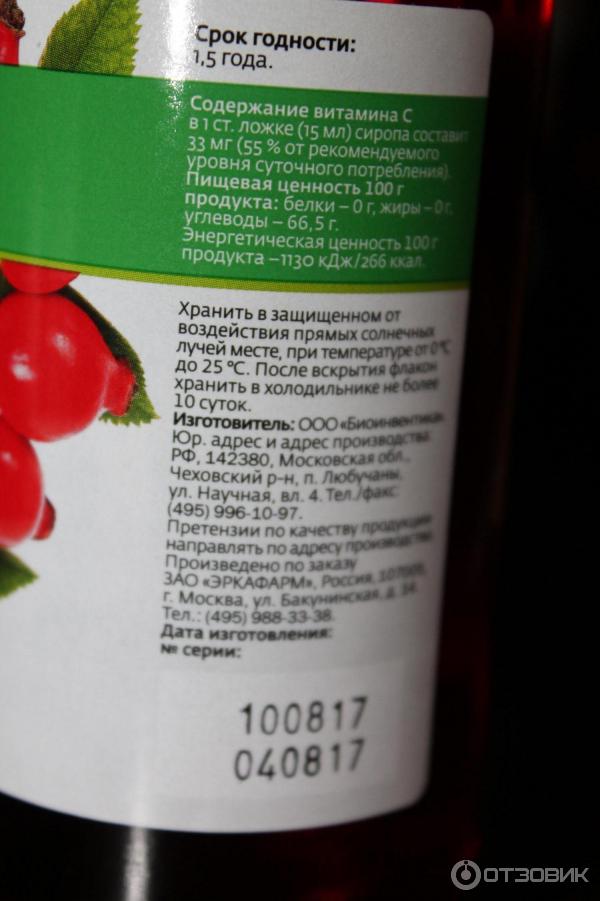 Срок годности:
1,5 года.
Содержание витамина С
в 1 ст. ложке (15 мл) сиропа составит
33 мг (55 % от рекомендуемого
уровня суточного потребления).
Пищевая ценность 100 г
продукта: белки – 0 г, жиры – 0 г,
углеводы – 66,5 г.
Энергетическая ценность 100 г
продукта –1130 кДж/266 ккал.
Хранить в защищенном от
воздействия прямых солнечных
лучей месте, при температуре от 0 °С
до 25 °С. После вскрытия флакон
хранить в холодильнике не более
10 суток.
Изготовитель: ООО «Биоинвентика»,
Юр. адрес и адрес производства:
РФ, 142380, Московская обл.,
Чеховский р-н, п. Любучаны,
ул. Научная, вл. 4. Тел./факс:
(495) 996-10-97.
Претензии по качеству продукции
направлять по адресу производства.
Произведено по заказу
ЗАО «ЭРКАФАРМ», Россия,
г. Москва, ул. Бакунинская, д. 14.
Тел.: (495) 988-33-38.
Дата изготовления:
№ серии:
100817
040817
ОТЗОВИК